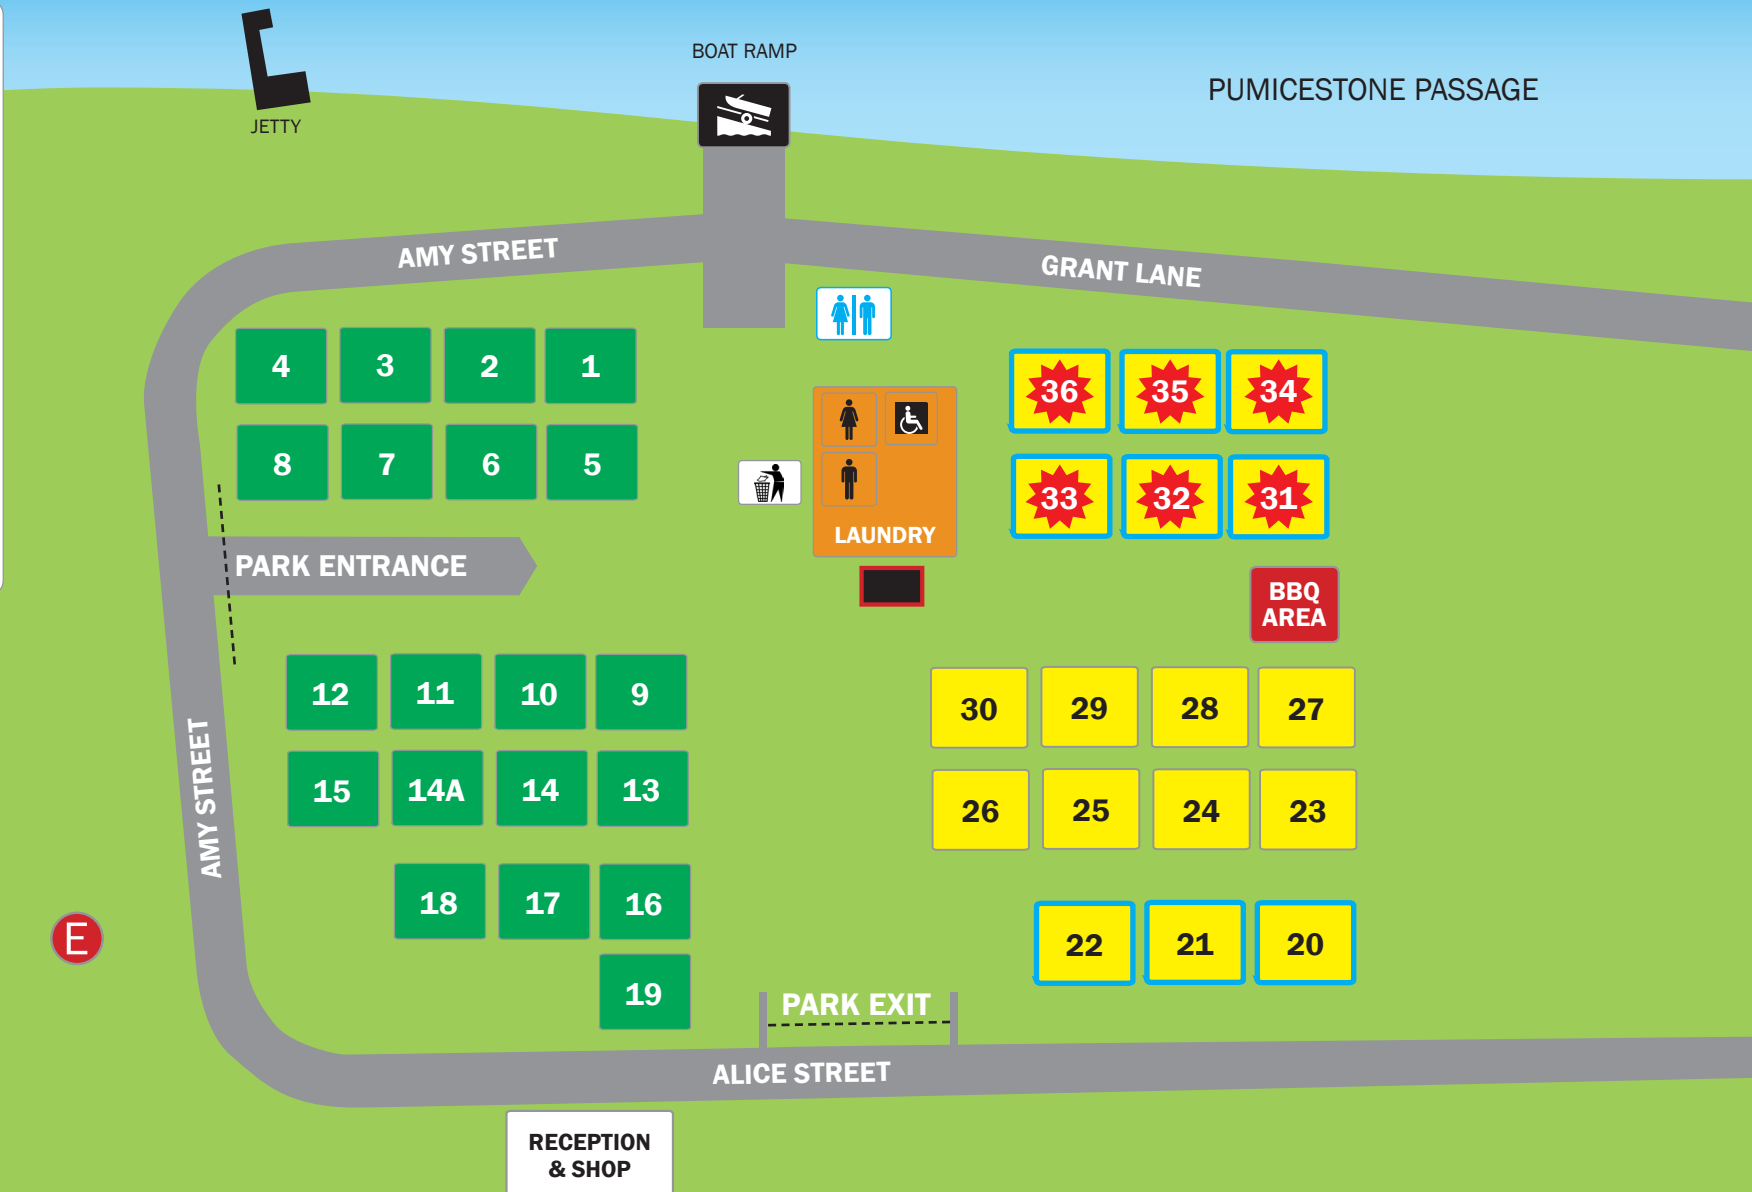 BOAT RAMP
PUMICESTONE PASSAGE
JETTY
AMY STREET
GRANT LANE
4 3 2 1
36 35 34
8 7 6 5
33 32 31
LAUNDRY
PARK ENTRANCE
BBQ
AREA
12 11 10 9
30 29 28 27
AMY STREET
15 14A 14 13
26 25 24 23
18 17 16
E
22 21 20
19
PARK EXIT
ALICE STREET
RECEPTION
& SHOP